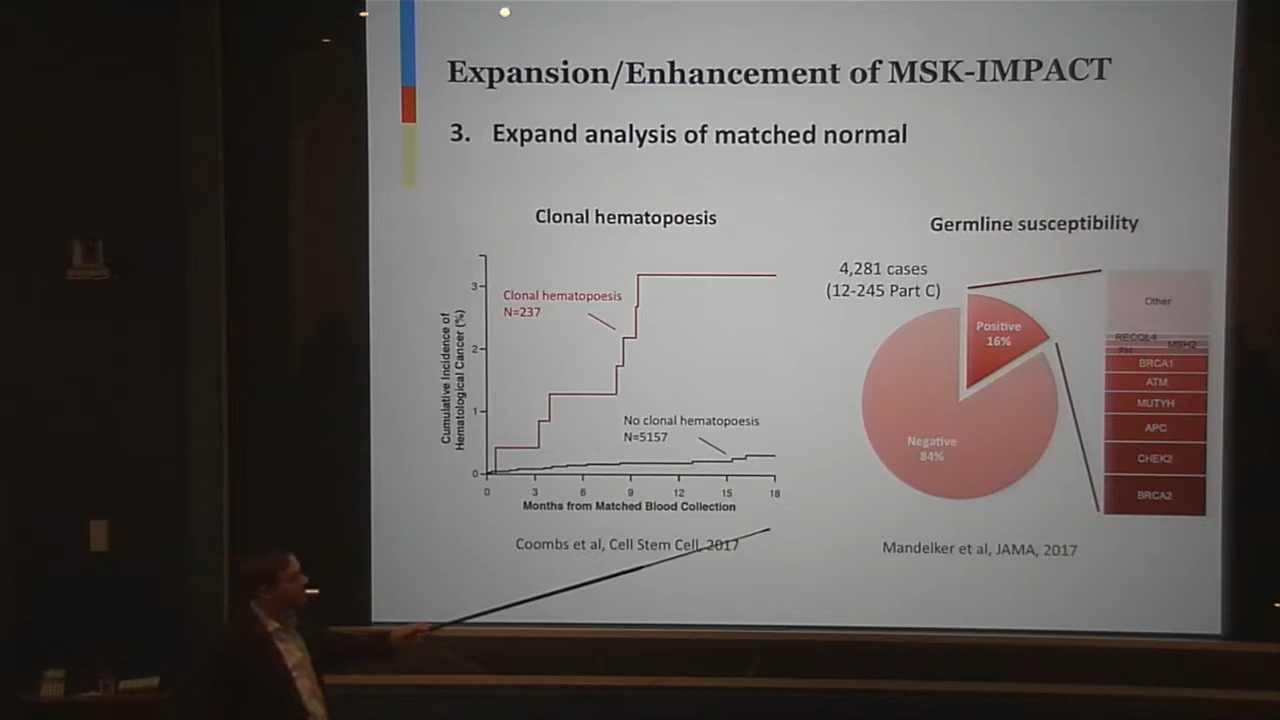 Expansion/Enhancement of MSK-IMPACT
3. Expand analysis of matched normal
Clonal hematopoesis
Cumulative Incidence of
Hematological Cancer (%)
3
2
1
0
Clonal hematopoesis
N=237
No clonal hematopoesis
N=5157
0 3 6 9 12 15 18
Months from Matched Blood Collection
Coombs et al, Cell Stem Cell, 2017
Germline susceptibility
4,281 cases
(12-245 Part C)
Positive
16%
Negative
84%
Other
RECQL4
MSH2
FH
BRCA1
ATM
MUTYH
APC
CHEK2
BRCA2
Mandelker et al, JAMA, 2017